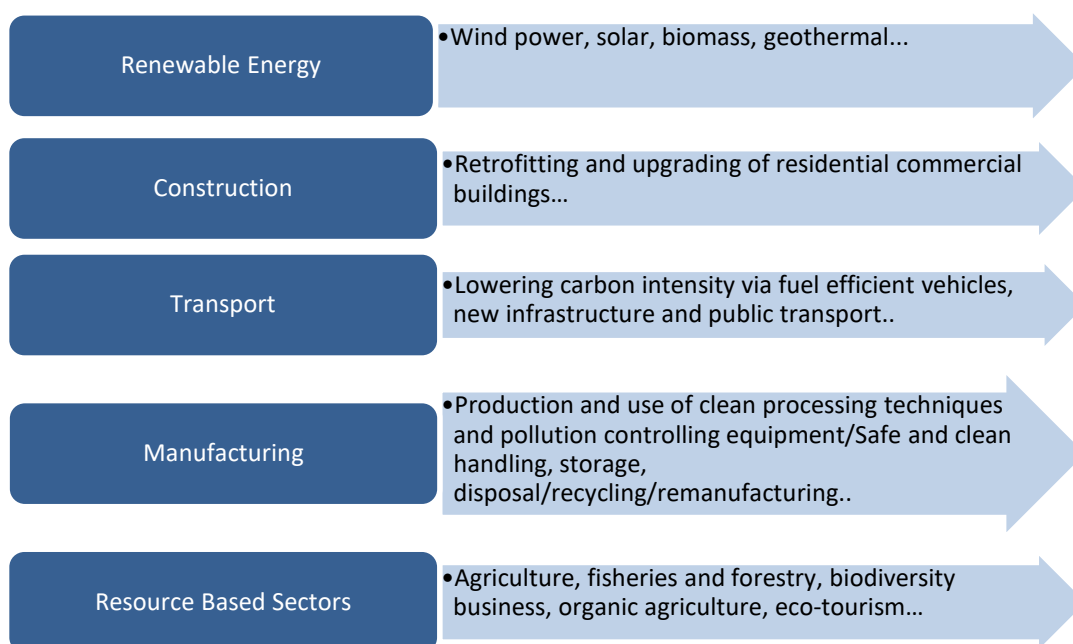 Renewable Energy
•Wind power, solar, biomass, geothermal...
Construction
•Retrofitting and upgrading of residential commercial
buildings…
Transport
•Lowering carbon intensity via fuel efficient vehicles,
new infrastructure and public transport..
Manufacturing
•Production and use of clean processing techniques
and pollution controlling equipment/Safe and clean
handling, storage,
disposal/recycling/remanufacturing..
Resource Based Sectors
•Agriculture, fisheries and forestry, biodiversity
business, organic agriculture, eco-tourism…